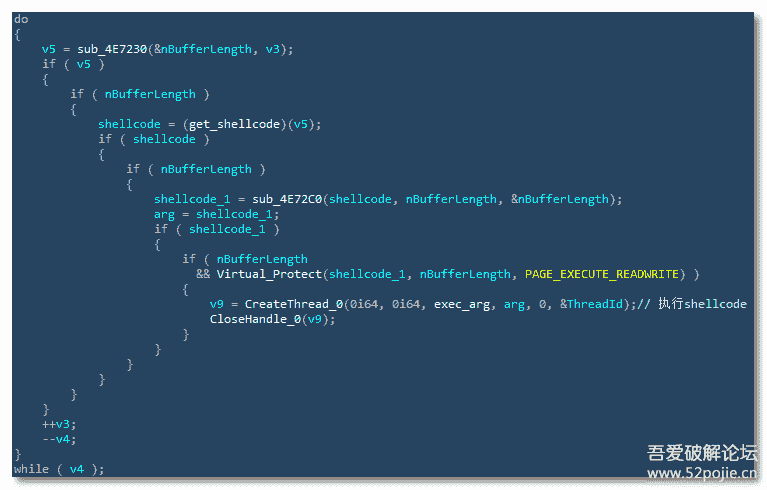 do
{
v5 = sub_4E7230(&nBufferLength, v3);
if ( v5 )
{
if ( nBufferLength )
{
shellcode = (get_shellcode)(v5);
if ( shellcode )
{
if ( nBufferLength )
{
shellcode_1 = sub_4E72C0(shellcode, nBufferLength, &nBufferLength);
arg = shellcode_1;
if ( shellcode_1 )
{
if ( nBufferLength
&& Virtual_Protect(shellcode_1, nBufferLength, PAGE_EXECUTE_READWRITE) )
{
v9 = CreateThread_0(0i64, 0i64, exec_arg, arg, 0, &ThreadId);// 执行shellcode
CloseHandle_0(v9);
}
}
}
}
}
}
++v3;
--v4;
}
while ( v4 );
吾爱破解论坛
www.52pojie.cn